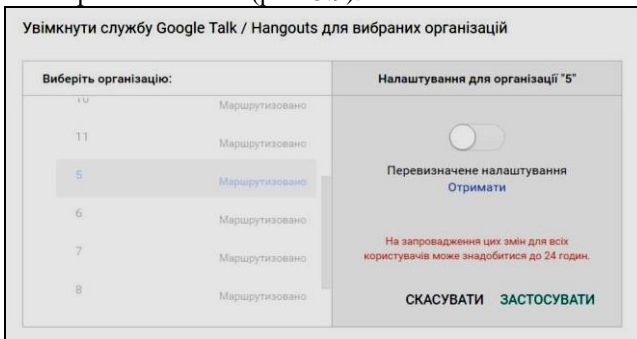 Увімкнути службу Google Talk / Hangouts для вибраних організацій
Виберіть організацію:
Налаштування для організації "5"
10 Маршрутизовано
11 Маршрутизовано
5 Маршрутизовано
6 Маршрутизовано
7 Маршрутизовано
8 Маршрутизовано
Перевизначене налаштування
Отримати
На запровадження цих змін для всіх
користувачів може знадобитися до 24 годин.
СКАСУВАТИ ЗАСТОСУВАТИ